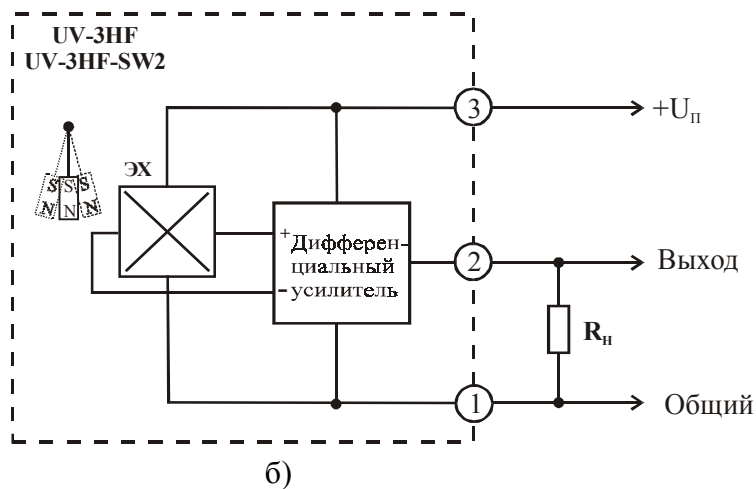 UV-3HF
UV-3HF-SW2
3
+Uп
ЭХ
S S S
N N N
+
Дифферен-
циальный
- усилитель
2
Выход
Rн
1
Общий
б)